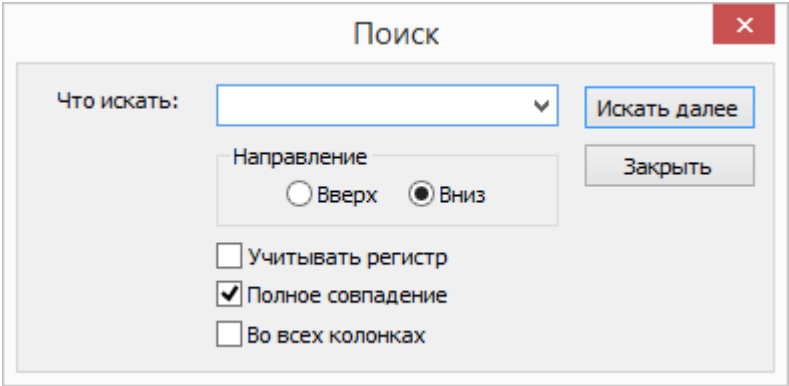 Поиск
Что искать:
Искать далее
Направление
Закрыть
Вверх
Вниз
Учитывать регистр
Полное совпадение
Во всех колонках